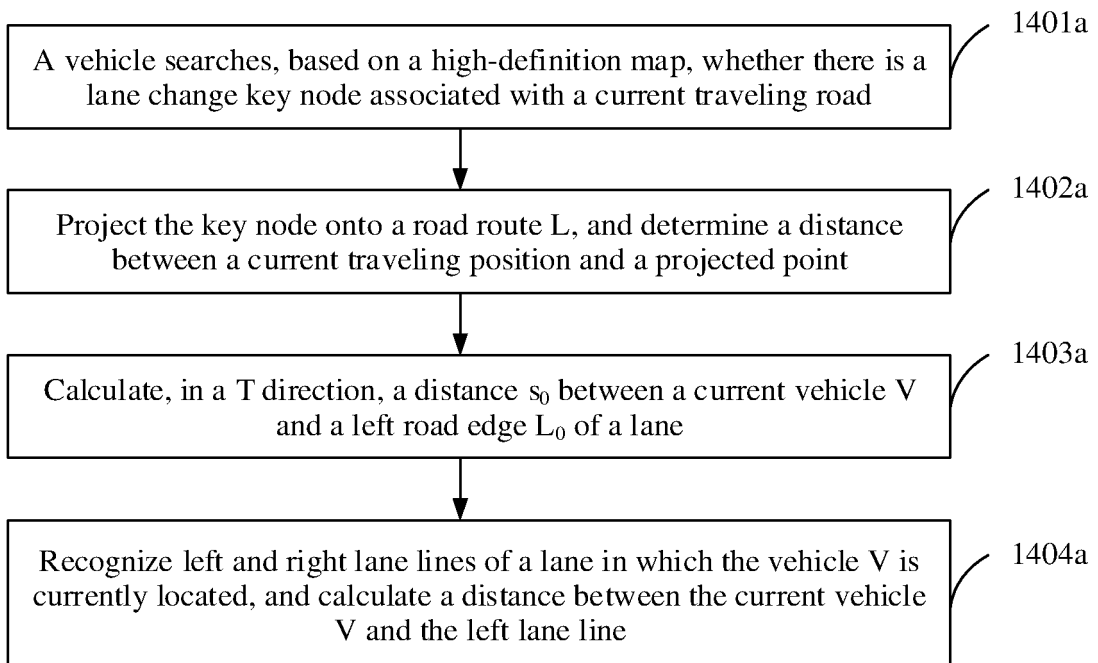 1401a
A vehicle searches, based on a high-definition map, whether there is a
lane change key node associated with a current traveling road
1402a
Project the key node onto a road route L, and determine a distance
between a current traveling position and a projected point
1403a
Calculate, in a T direction, a distance s₀ between a current vehicle V
and a left road edge L₀ of a lane
1404a
Recognize left and right lane lines of a lane in which the vehicle V is
currently located, and calculate a distance between the current vehicle
V and the left lane line